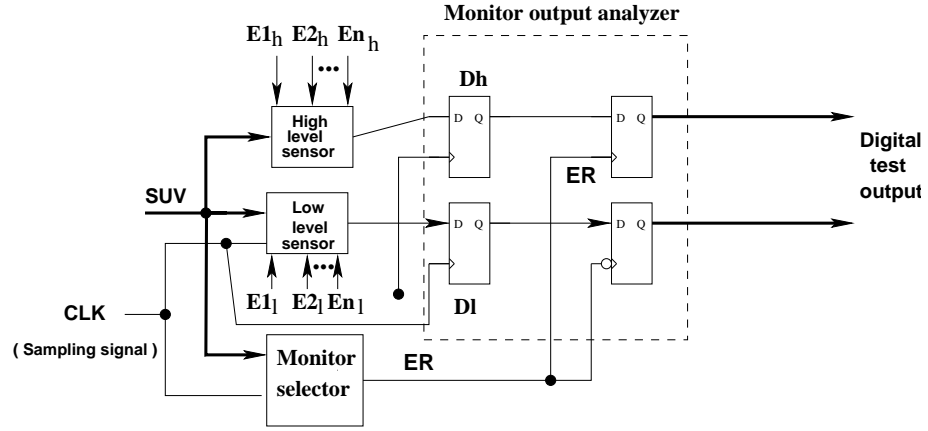 Monitor output analyzer
E1h E2h En h
•••
Dh
High
level
sensor
D Q
D Q
Digital
test
output
ER
SUV
Low
level
sensor
D Q
D Q
•••
E1l E2l En l
Dl
CLK
( Sampling signal )
Monitor
selector
ER